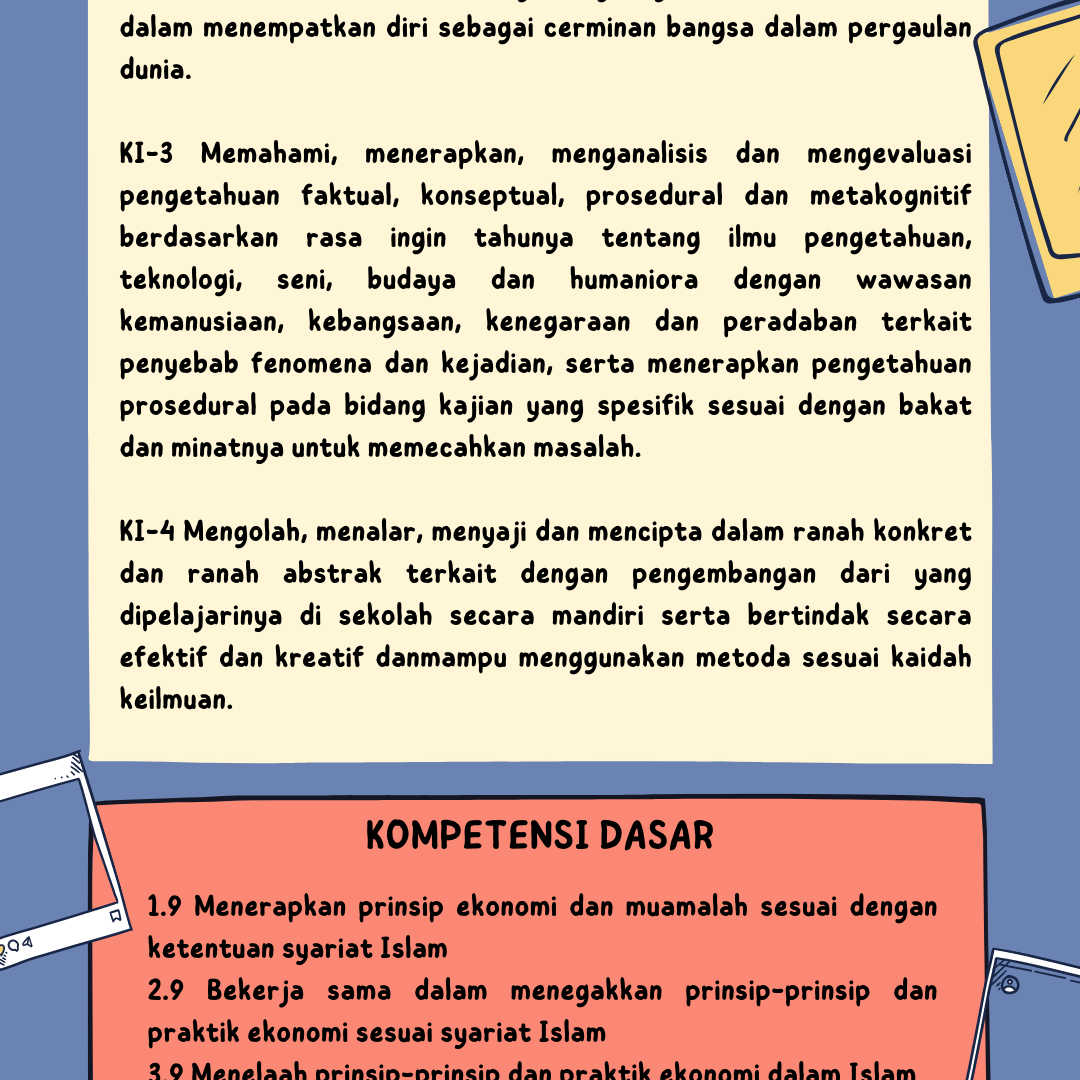 dalam menempatkan diri sebagai cerminan bangsa dalam pergaulan
dunia.
KI-3 Memahami, menerapkan, menganalisis dan mengevaluasi
pengetahuan faktual, konseptual, prosedural dan metakognitif
berdasarkan rasa ingin tahunya tentang ilmu pengetahuan,
teknologi, seni, budaya dan humaniora dengan wawasan
kemanusiaan, kebangsaan, kenegaraan dan peradaban terkait
penyebab fenomena dan kejadian, serta menerapkan pengetahuan
prosedural pada bidang kajian yang spesifik sesuai dengan bakat
dan minatnya untuk memecahkan masalah.
KI-4 Mengolah, menalar, menyaji dan mencipta dalam ranah konkret
dan ranah abstrak terkait dengan pengembangan dari yang
dipelajarinya di sekolah secara mandiri serta bertindak secara
efektif dan kreatif danmampu menggunakan metoda sesuai kaidah
keilmuan.
KOMPETENSI DASAR
1.9 Menerapkan prinsip ekonomi dan muamalah sesuai dengan
ketentuan syariat Islam
2.9 Bekerja sama dalam menegakkan prinsip-prinsip dan
praktik ekonomi sesuai syariat Islam
3.9 Menelaah prinsip-prinsip dan praktik ekonomi dalam Islam